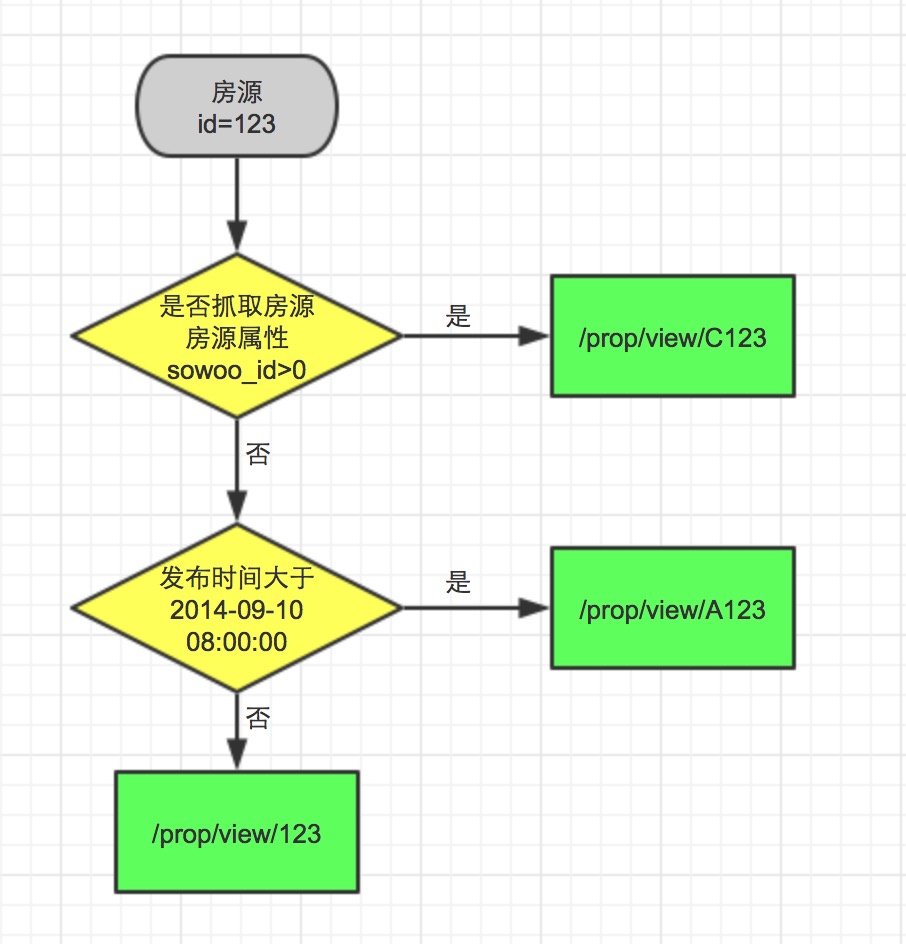 房源
id=123
是否抓取房源
房源属性
sowoo_id>0
是
/prop/view/C123
否
发布时间大于
2014-09-10
08:00:00
是
/prop/view/A123
否
/prop/view/123